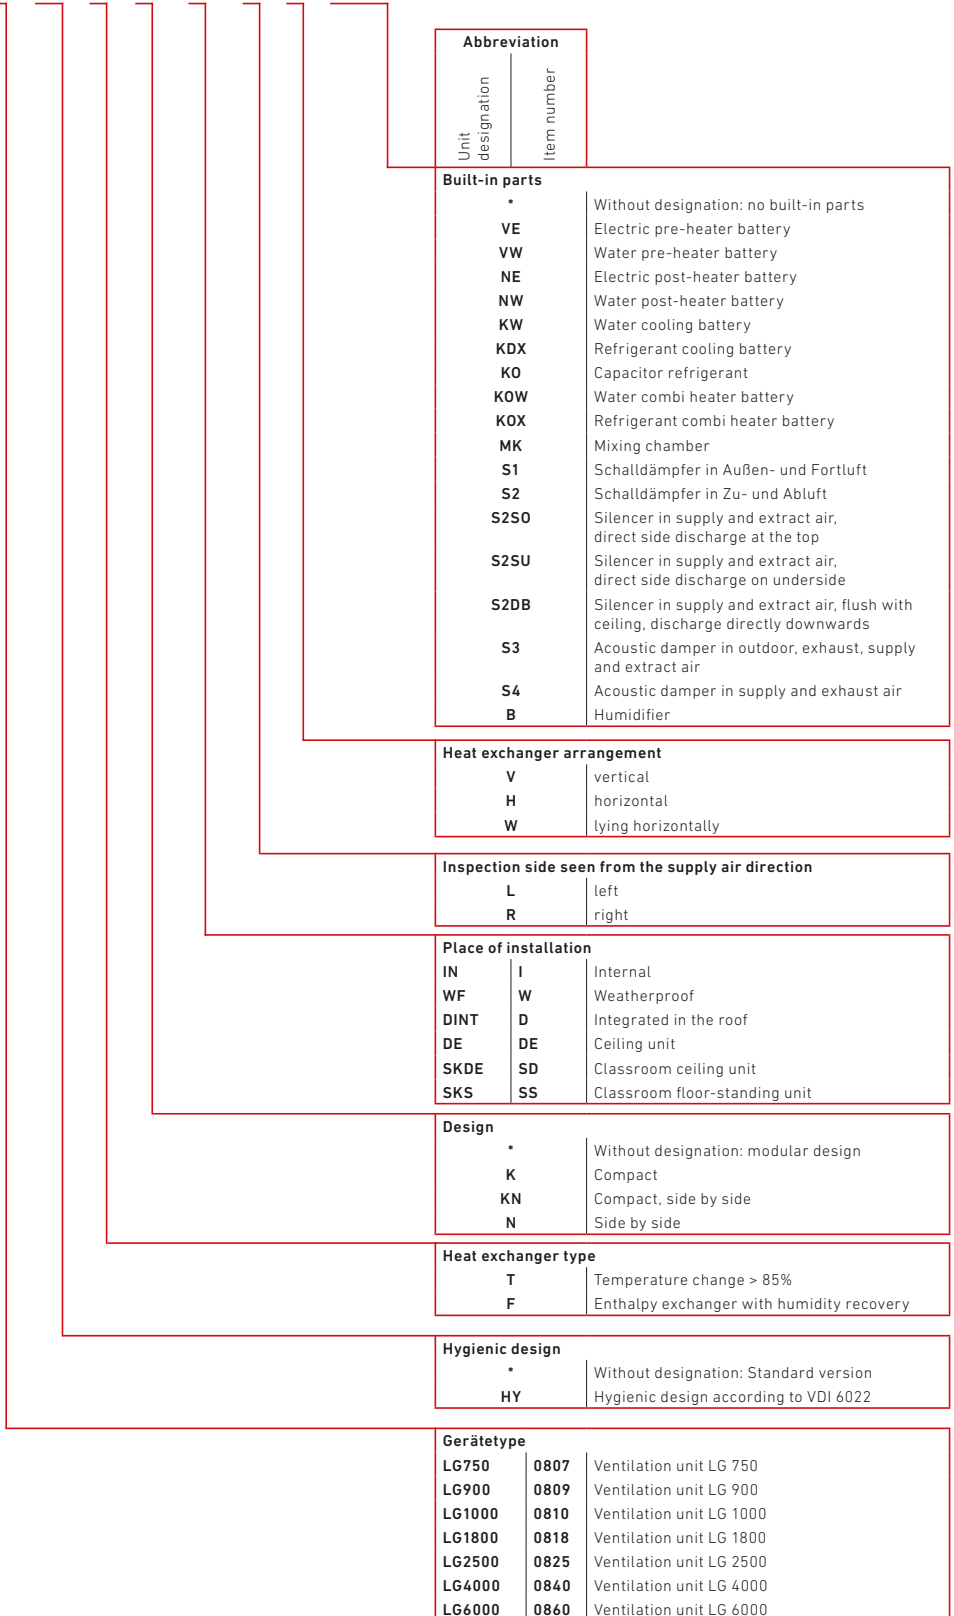 Abbreviation
Unit
designation
Item number
Built-in parts
* Without designation: no built-in parts
VE Electric pre-heater battery
VW Water pre-heater battery
NE Electric post-heater battery
NW Water post-heater battery
KW Water cooling battery
KDX Refrigerant cooling battery
KO Capacitor refrigerant
KOW Water combi heater battery
KOX Refrigerant combi heater battery
MK Mixing chamber
S1 Schalldämpfer in Außen- und Fortluft
S2 Schalldämpfer in Zu- und Abluft
S2SO Silencer in supply and extract air,
direct side discharge at the top
S2SU Silencer in supply and extract air,
direct side discharge on underside
S2DB Silencer in supply and extract air, flush with
ceiling, discharge directly downwards
S3 Acoustic damper in outdoor, exhaust, supply
and extract air
S4 Acoustic damper in supply and exhaust air
B Humidifier
Heat exchanger arrangement
V vertical
H horizontal
W lying horizontally
Inspection side seen from the supply air direction
L left
R right
Place of installation
IN I Internal
WF W Weatherproof
DINT D Integrated in the roof
DE DE Ceiling unit
SKDE SD Classroom ceiling unit
SKS SS Classroom floor-standing unit
Design
* Without designation: modular design
K Compact
KN Compact, side by side
N Side by side
Heat exchanger type
T Temperature change > 85%
F Enthalpy exchanger with humidity recovery
Hygienic design
* Without designation: Standard version
HY Hygienic design according to VDI 6022
Gerätetype
LG750 0807 Ventilation unit LG 750
LG900 0809 Ventilation unit LG 900
LG1000 0810 Ventilation unit LG 1000
LG1800 0818 Ventilation unit LG 1800
LG2500 0825 Ventilation unit LG 2500
LG4000 0840 Ventilation unit LG 4000
LG6000 0860 Ventilation unit LG 6000